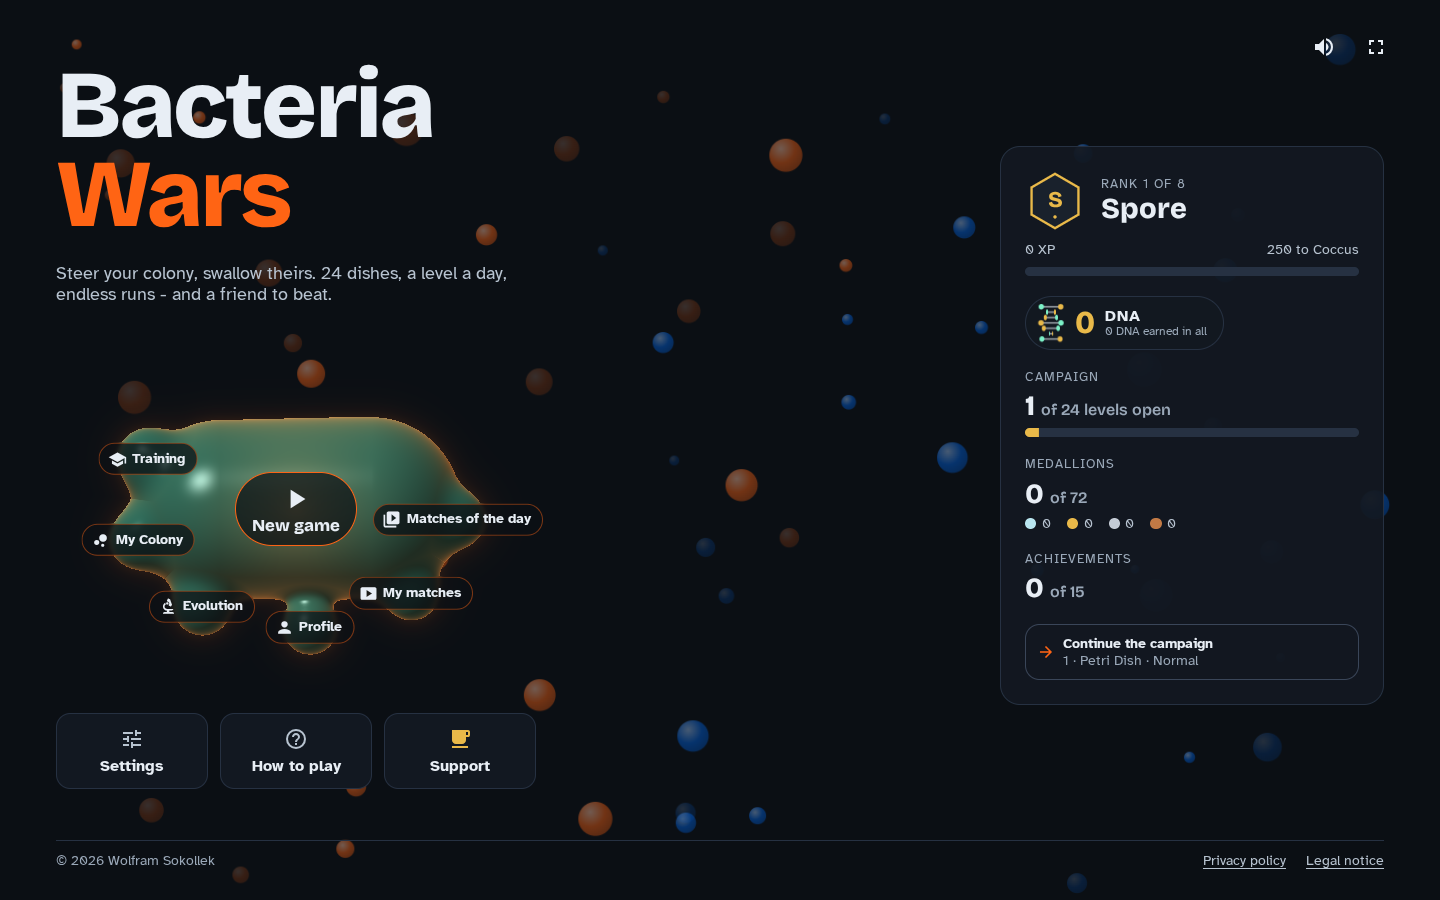 Bacteria
Wars
Steer your colony, swallow theirs. 24 dishes, a level a day,
endless runs - and a friend to beat.
Training
New game
Matches of the day
My Colony
My matches
Evolution
Profile
Settings
How to play
Support
S
RANK 1 OF 8
Spore
0 XP
250 to Coccus
0
DNA
0 DNA earned in all
CAMPAIGN
1 of 24 levels open
MEDALLIONS
0 of 72
0 0 0 0
ACHIEVEMENTS
0 of 15
Continue the campaign
1 · Petri Dish · Normal
© 2026 Wolfram Sokollek
Privacy policy
Legal notice